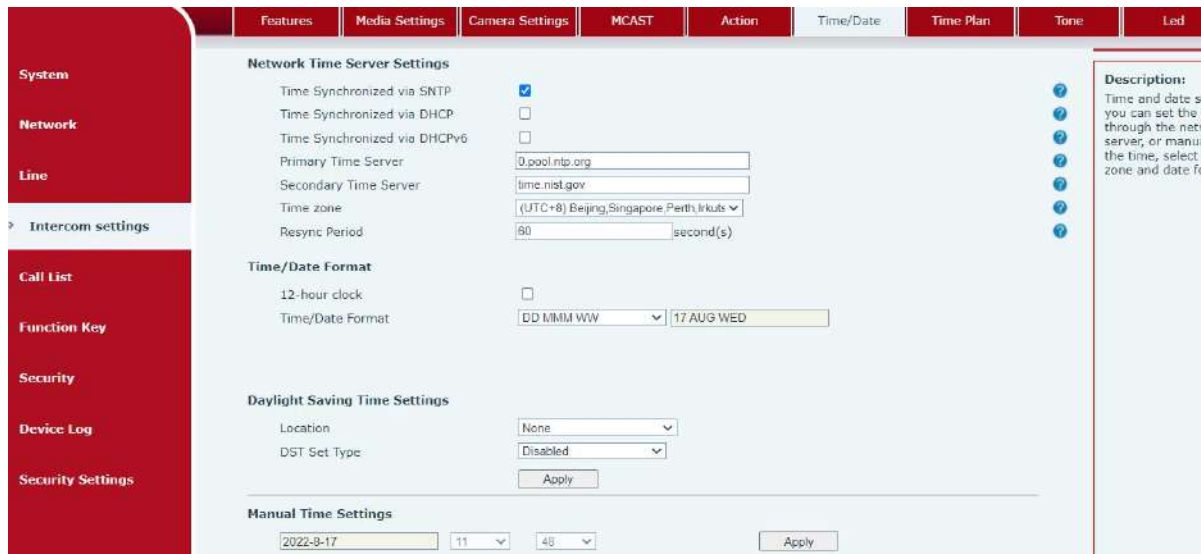 Features Media Settings Camera Settings MCAST Action Time/Date Time Plan Tone Led
System
Network
Line
Intercom settings
Call List
Function Key
Security
Device Log
Security Settings
Network Time Server Settings
Time Synchronized via SNTP
Time Synchronized via DHCP
Time Synchronized via DHCPv6
Primary Time Server 0.pool.ntp.org
Secondary Time Server time.nist.gov
Time zone (UTC+8) Beijing,Singapore,Perth,Irkuts
Resync Period 60 second(s)
Time/Date Format
12-hour clock
Time/Date Format DD MMM WW 17 AUG WED
Daylight Saving Time Settings
Location None
DST Set Type Disabled
Apply
Manual Time Settings
2022-8-17 11 48 Apply
Description:
Time and date s
you can set the
through the net
server, or manu
the time, select
zone and date f